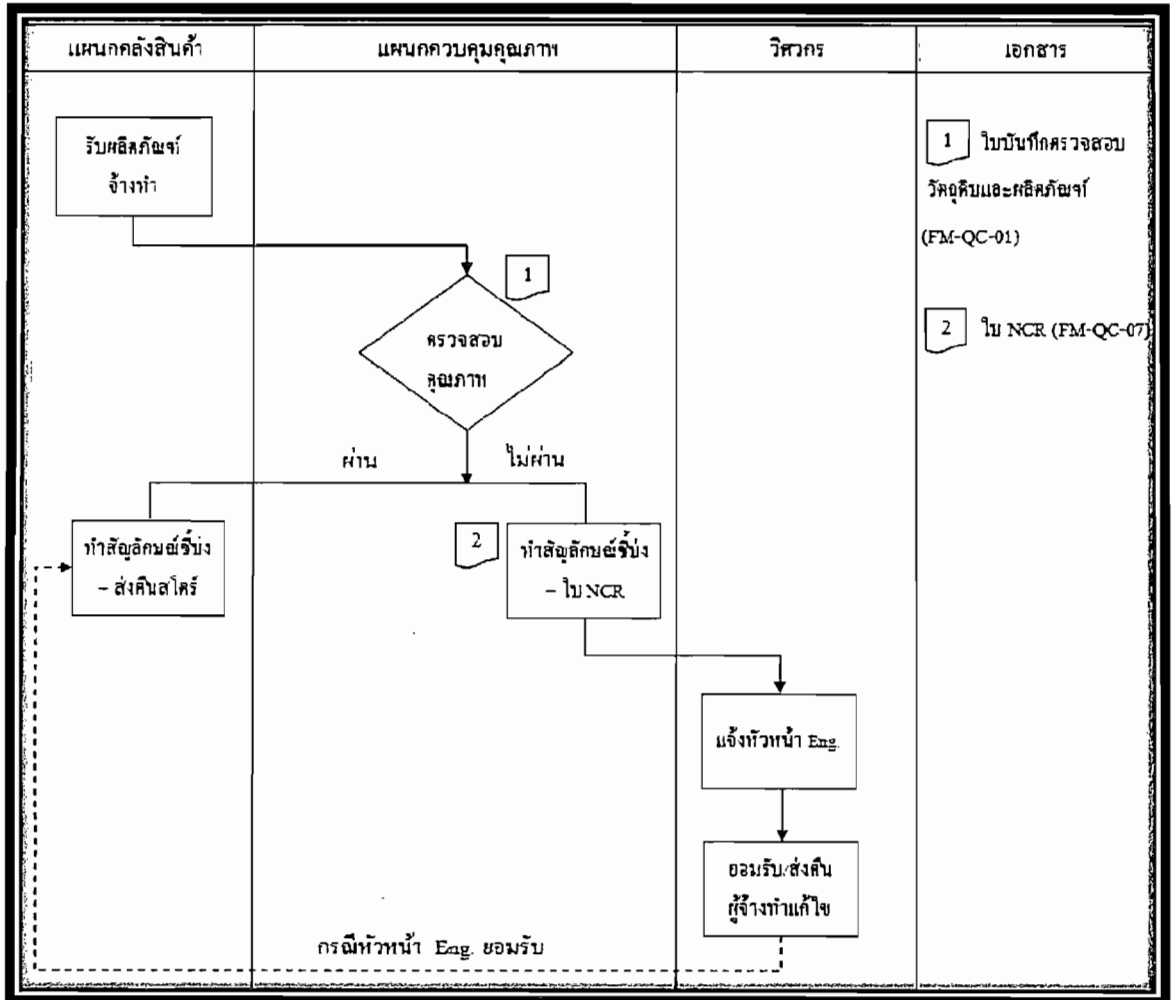 แผนกคลังสินค้า
แผนกควบคุมคุณภาพ
วิศวกร
เอกสาร
รับผลิตภัณฑ์
จ้างทำ
1
ตรวจสอบ
คุณภาพ
ผ่าน
ไม่ผ่าน
ทำสัญลักษณ์ชี้บ่ง
– ส่งคืนสโตร์
2
ทำสัญลักษณ์ชี้บ่ง
– ใบ NCR
แจ้งหัวหน้า Eng.
ยอมรับ/ส่งคืน
ผู้จ้างทำแก้ไข
กรณีหัวหน้า Eng. ยอมรับ
1 ใบบันทึกตรวจสอบ
วัตถุดิบและผลิตภัณฑ์
(FM-QC-01)
2 ใบ NCR (FM-QC-07)